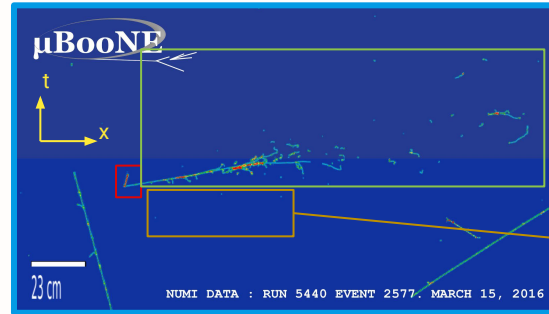 μBooNE
t
x
23 cm
NUMI DATA : RUN 5440 EVENT 2577. MARCH 15, 2016